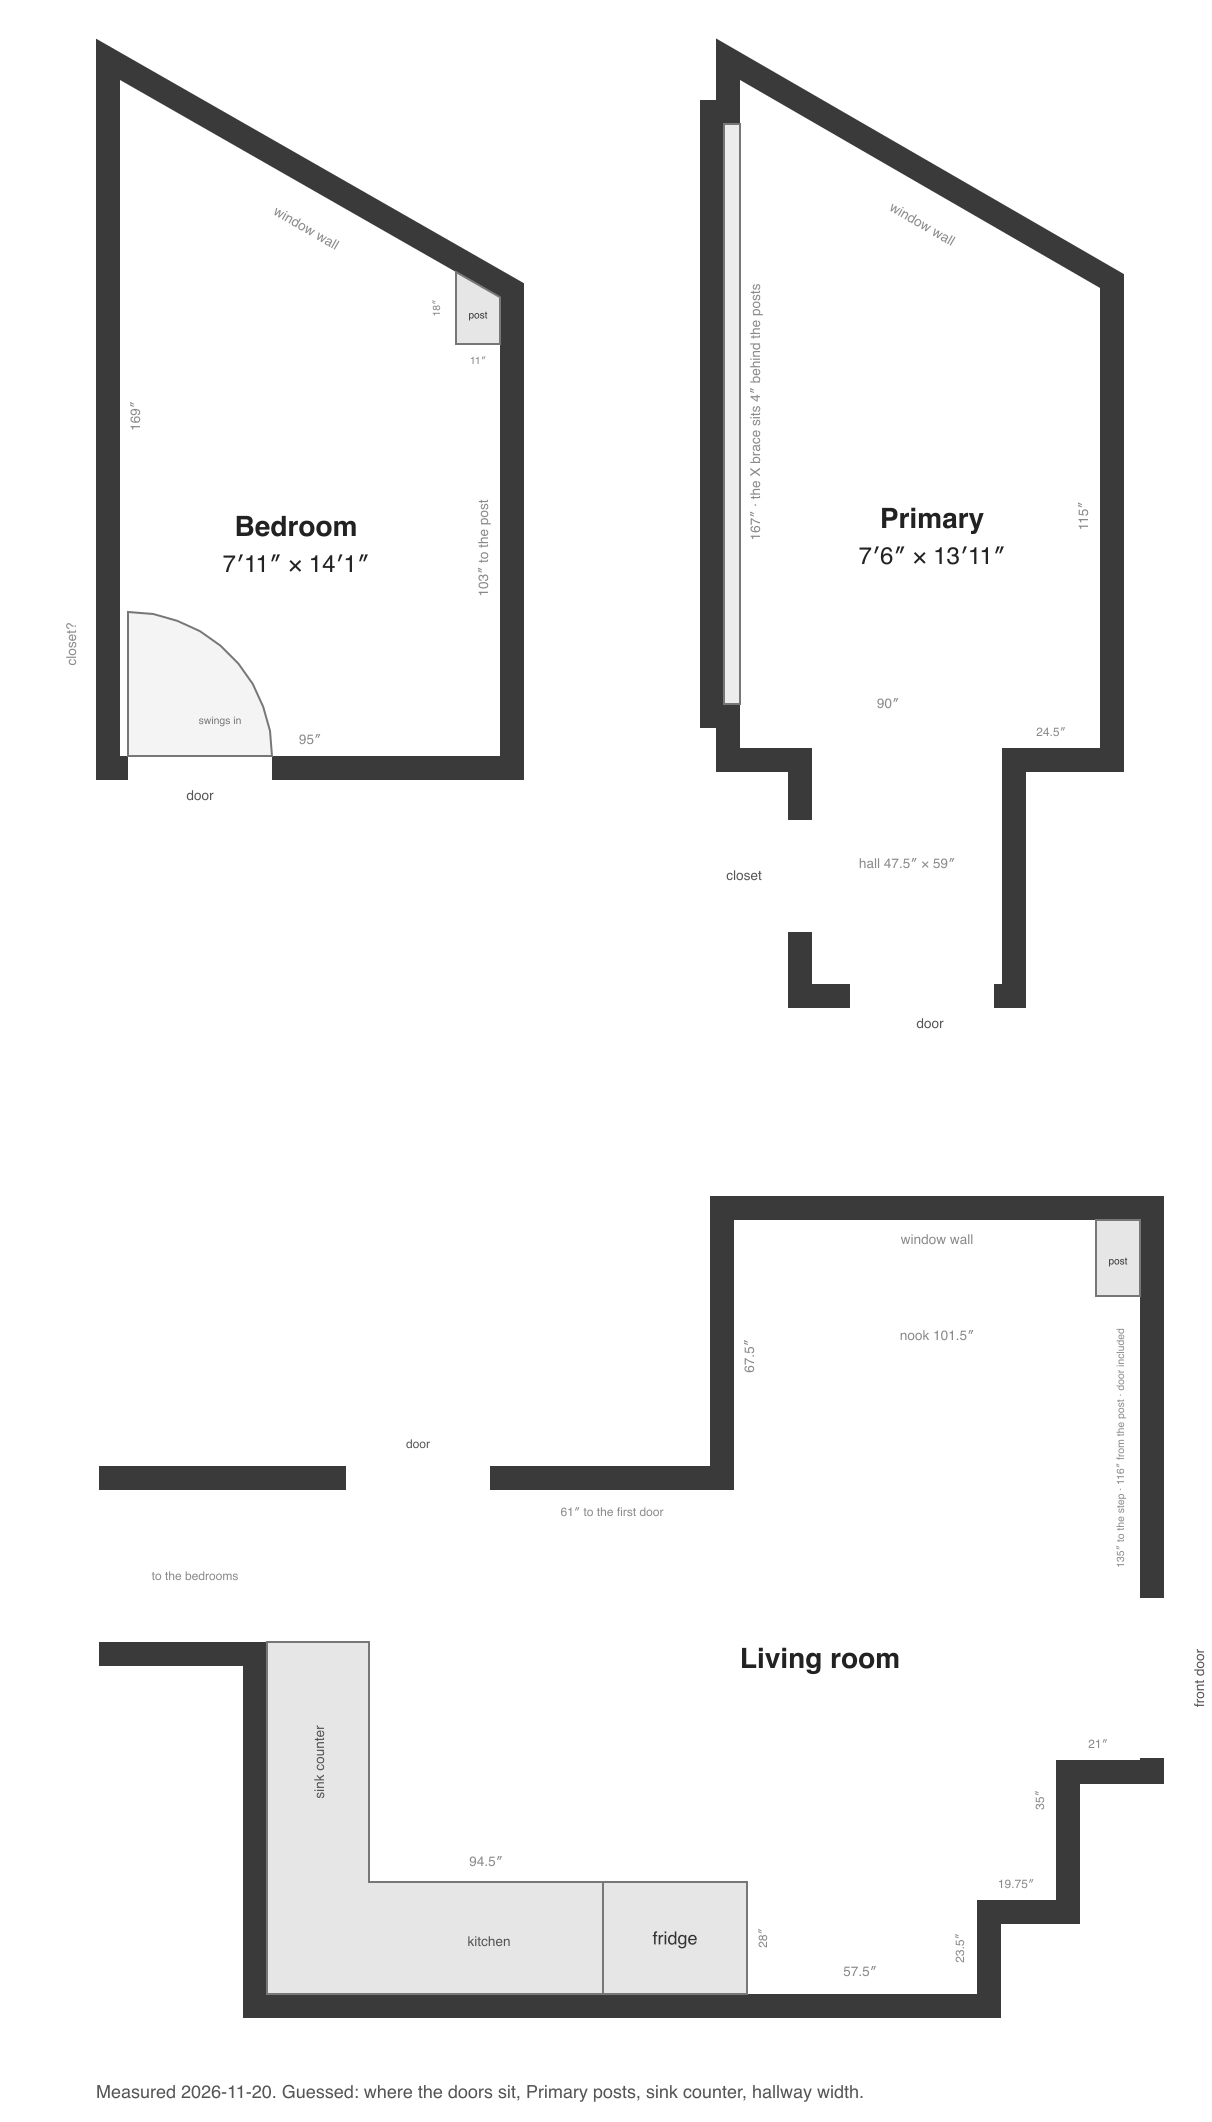 window wall
18″
post
11″
169″
103″ to the post
Bedroom
7′11″ × 14′1″
closet?
swings in
95″
door
window wall
167″ · the X brace sits 4″ behind the posts
115″
Primary
7′6″ × 13′11″
90″
24.5″
closet
hall 47.5″ × 59″
door
window wall
post
nook 101.5″
67.5″
135″ to the step · 116″ from the post · door included
door
61″ to the first door
to the bedrooms
Living room
front door
sink counter
21″
35″
94.5″
19.75″
kitchen
fridge
28″
57.5″
23.5″
Measured 2026-11-20. Guessed: where the doors sit, Primary posts, sink counter, hallway width.